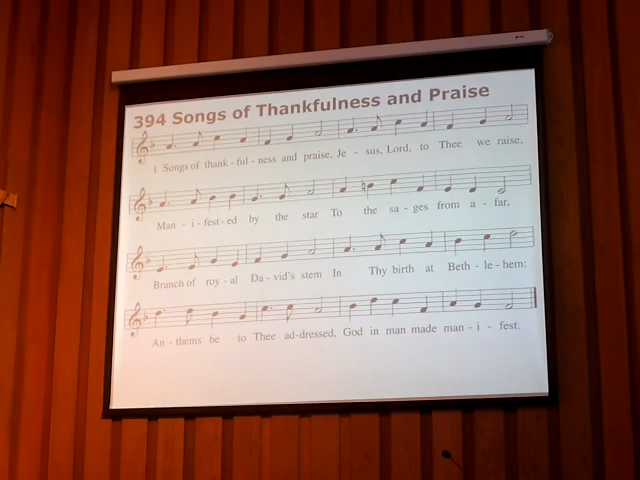 394 Songs of Thankfulness and Praise
1 Songs of thank - ful - ness and praise, Je - sus, Lord, to Thee we raise,
Man - i - fest - ed by the star To the sa - ges from a - far,
Branch of roy - al Da - vid's stem In Thy birth at Beth - le - hem:
An - thems be to Thee ad - dressed, God in man made man - i - fest.